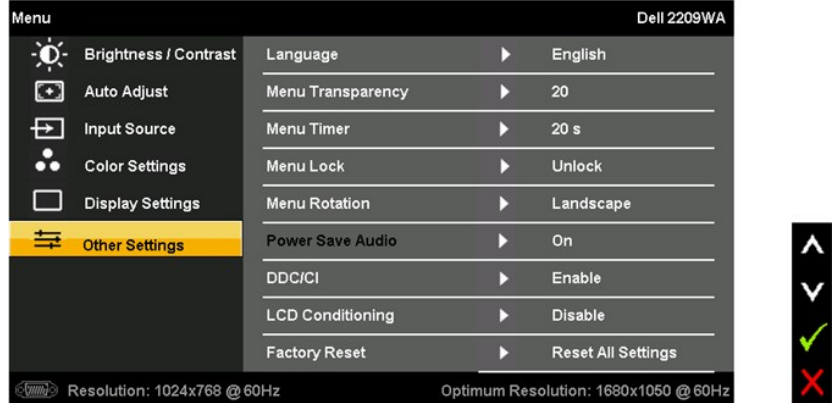 Menu Dell 2209WA
Brightness / Contrast Language English
Auto Adjust Menu Transparency 20
Input Source Menu Timer 20 s
Color Settings Menu Lock Unlock
Display Settings Menu Rotation Landscape
Other Settings Power Save Audio On
DDC/CI Enable
LCD Conditioning Disable
Factory Reset Reset All Settings
Resolution: 1024x768 @ 60Hz Optimum Resolution: 1680x1050 @ 60Hz